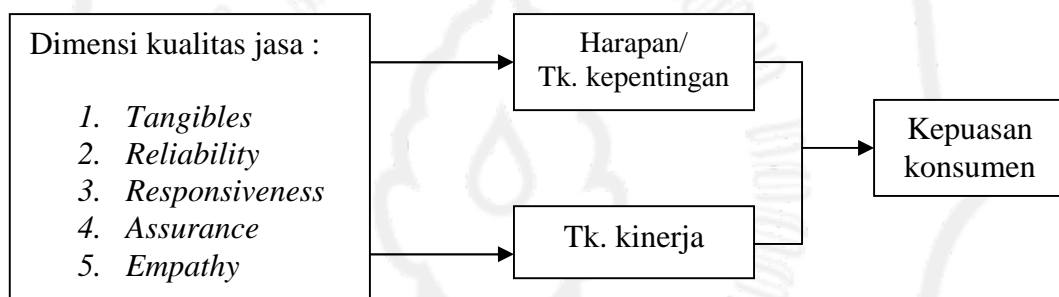 Dimensi kualitas jasa :
1. Tangibles
2. Reliability
3. Responsiveness
4. Assurance
5. Empathy
Harapan/
Tk. kepentingan
Tk. kinerja
Kepuasan
konsumen